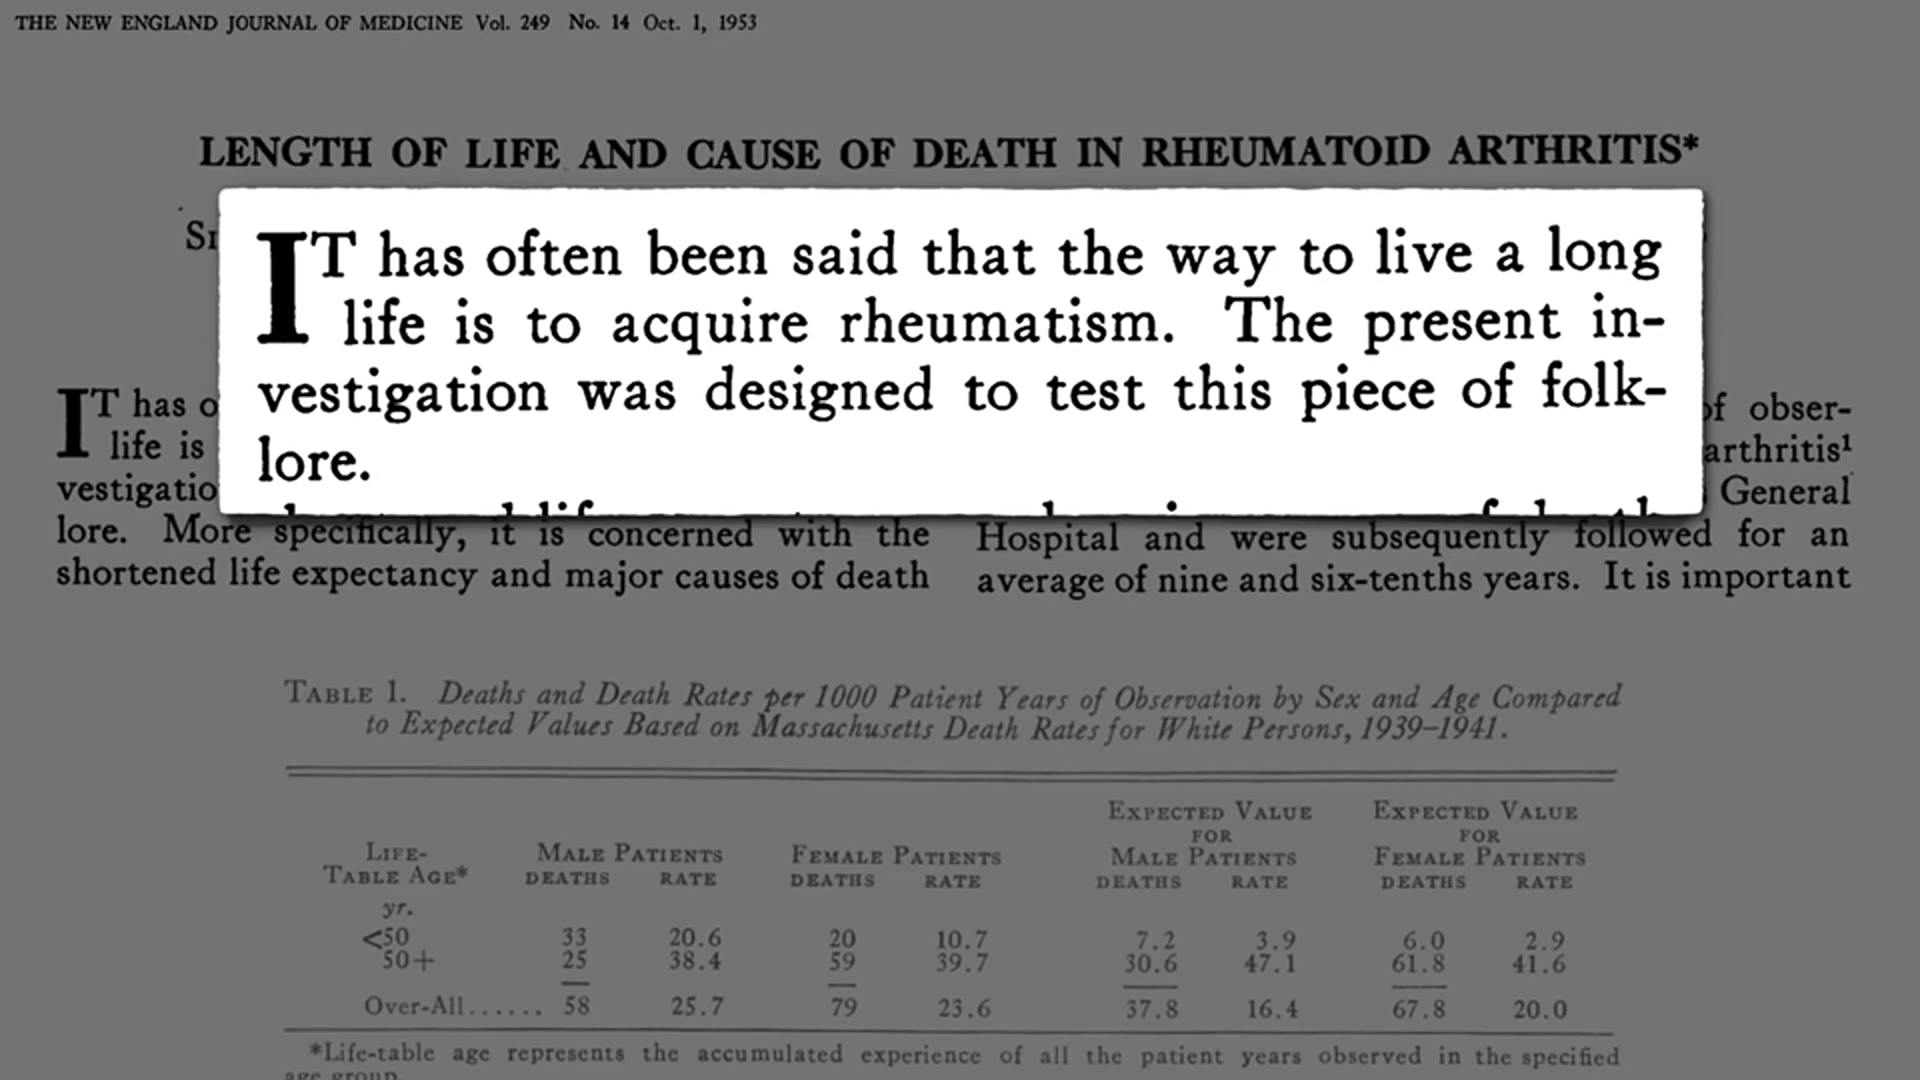 THE NEW ENGLAND JOURNAL OF MEDICINE Vol. 249 No. 14 Oct. 1, 1953
LENGTH OF LIFE AND CAUSE OF DEATH IN RHEUMATOID ARTHRITIS*
IT has often been said that the way to live a long
life is to acquire rheumatism. The present in-
vestigation was designed to test this piece of folk-
lore.
IT has
life is
lore. More specifically, it is concerned with the
shortened life expectancy and major causes of death
obser-
arthritis¹
General
Hospital and were subsequently followed for an
average of nine and six-tenths years. It is important
TABLE 1. Deaths and Death Rates per 1000 Patient Years of Observation by Sex and Age Compared
to Expected Values Based on Massachusetts Death Rates for White Persons, 1939–1941.
LIFE-TABLE AGE* MALE PATIENTS FEMALE PATIENTS EXPECTED VALUE FOR MALE PATIENTS EXPECTED VALUE FOR FEMALE PATIENTS
DEATHS RATE DEATHS RATE DEATHS RATE DEATHS RATE
yr.
<50 33 20.6 20 10.7 7.2 3.9 6.0 2.9
50+ 25 38.4 59 39.7 30.6 47.1 61.8 41.6
Over-All...... 58 25.7 79 23.6 37.8 16.4 67.8 20.0
*Life-table age represents the accumulated experience of all the patient years observed in the specified
age group.